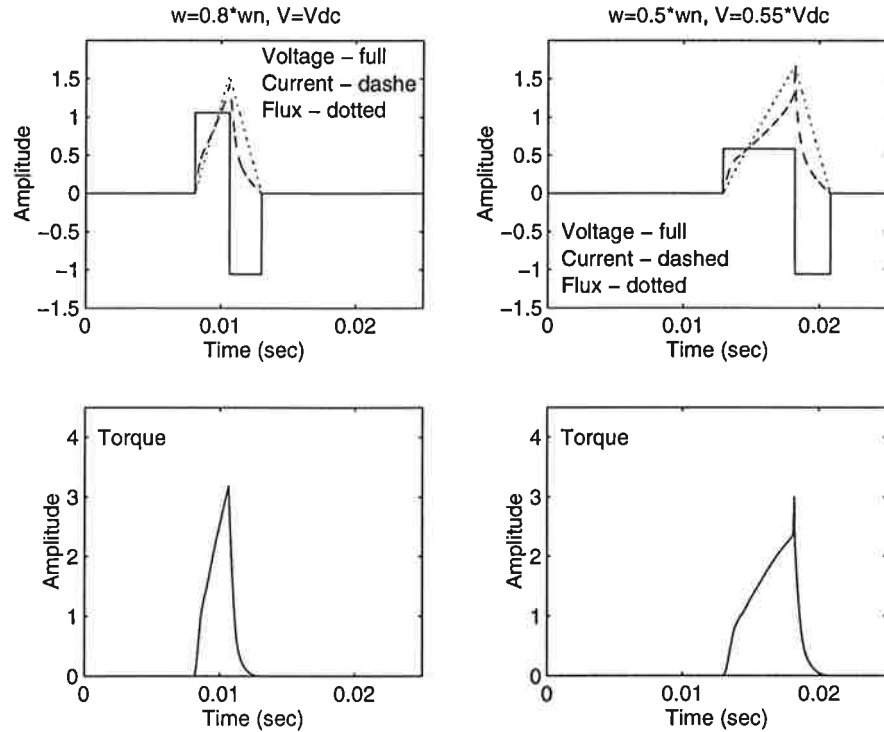 w=0.8*wn, V=Vdc
Voltage – full
Current – dashe
Flux – dotted
1.5
1
0.5
0
−0.5
−1
−1.5
Amplitude
0
0.01
0.02
Time (sec)
w=0.5*wn, V=0.55*Vdc
1.5
1
0.5
0
−0.5
−1
−1.5
Amplitude
Voltage – full
Current – dashed
Flux – dotted
0
0.01
0.02
Time (sec)
Torque
4
3
2
1
0
Amplitude
0
0.01
0.02
Time (sec)
Torque
4
3
2
1
0
Amplitude
0
0.01
0.02
Time (sec)